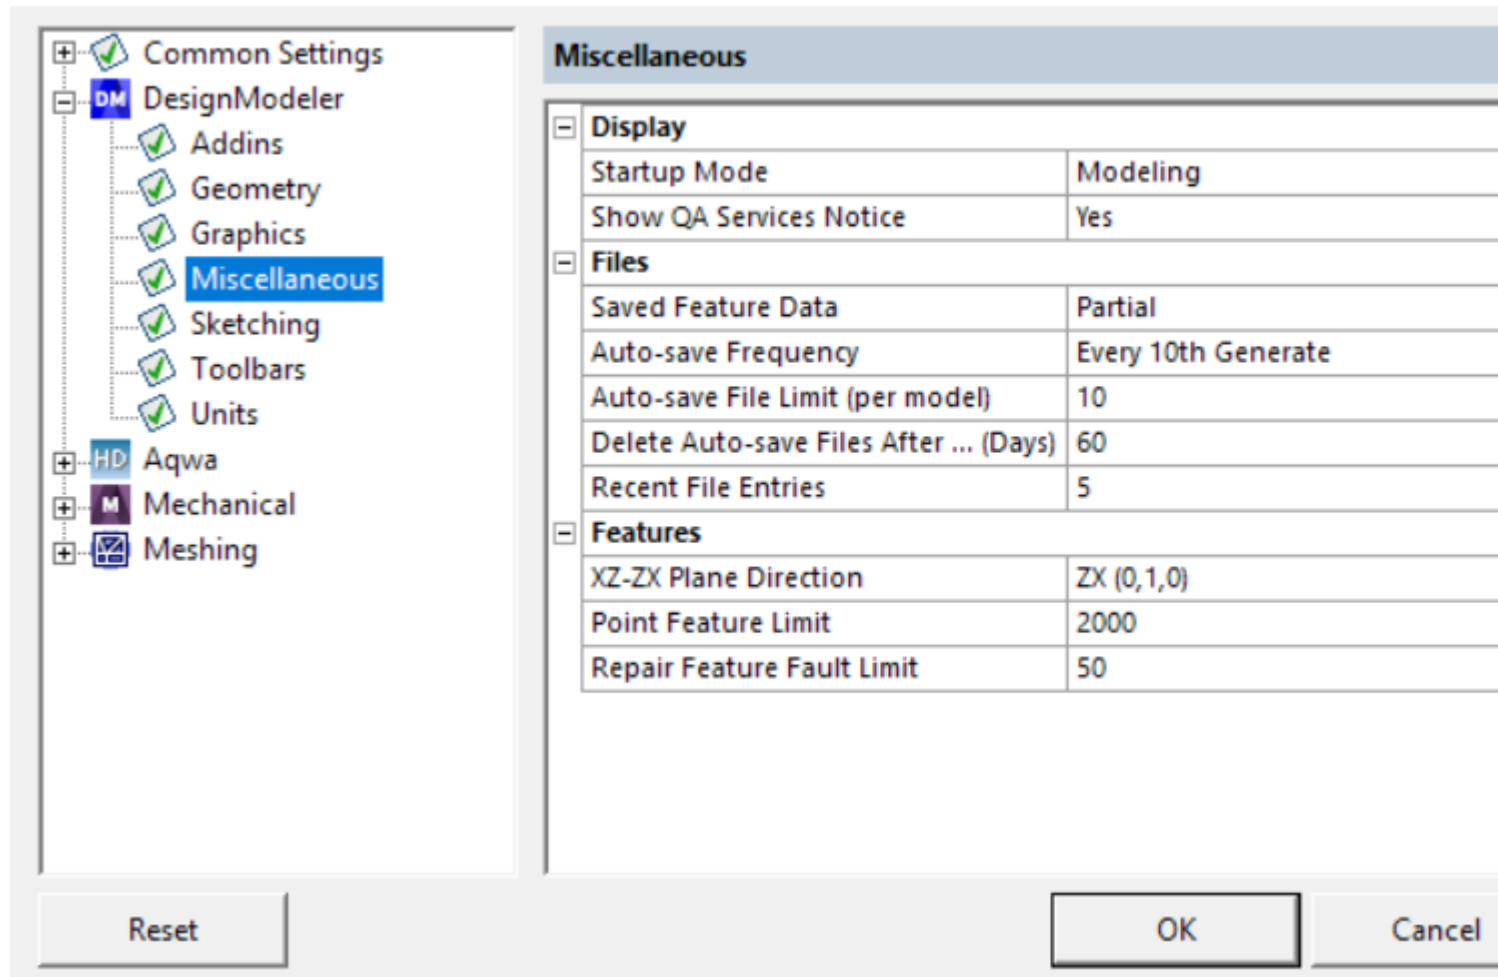 Common Settings
DM DesignModeler
Addins
Geometry
Graphics
Miscellaneous
Sketching
Toolbars
Units
HD Aqwa
M Mechanical
Meshing
Reset
Miscellaneous
Display
Startup Mode Modeling
Show QA Services Notice Yes
Files
Saved Feature Data Partial
Auto-save Frequency Every 10th Generate
Auto-save File Limit (per model) 10
Delete Auto-save Files After ... (Days) 60
Recent File Entries 5
Features
XZ-ZX Plane Direction ZX (0,1,0)
Point Feature Limit 2000
Repair Feature Fault Limit 50
OK Cancel